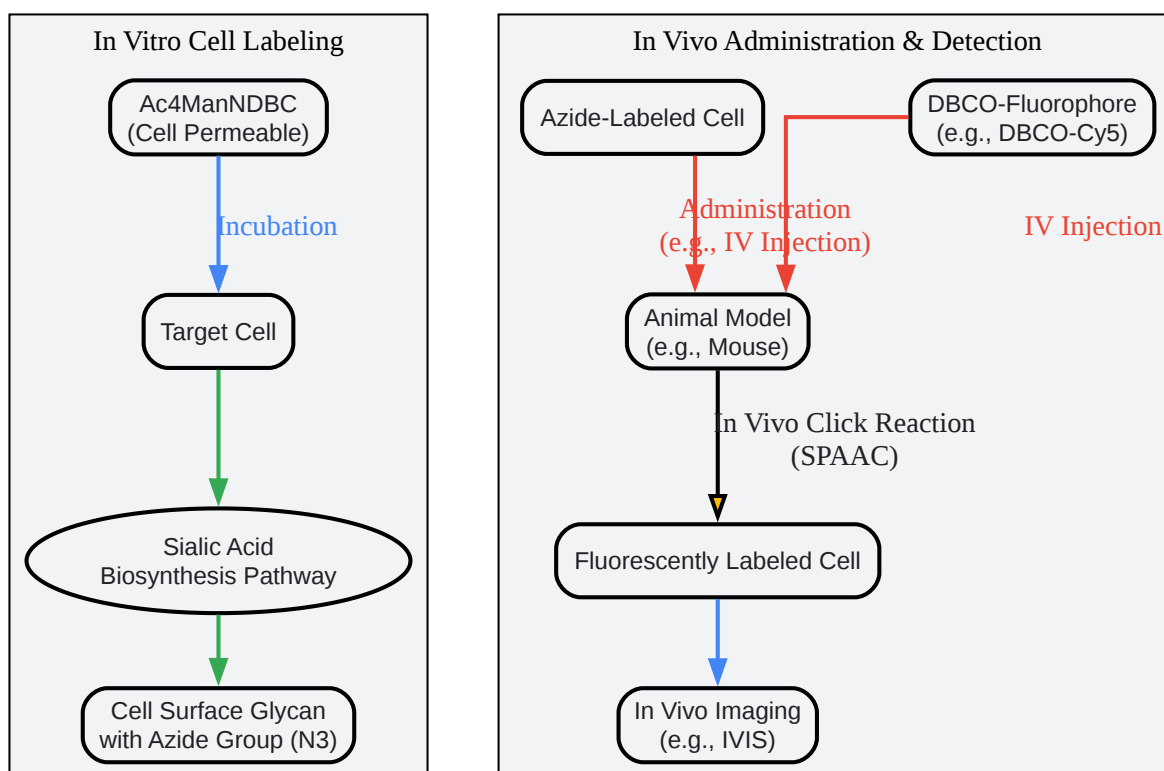 In Vitro Cell Labeling
Ac4ManNDBC
(Cell Permeable)
Incubation
Target Cell
Sialic Acid
Biosynthesis Pathway
Cell Surface Glycan
with Azide Group (N3)
In Vivo Administration & Detection
Azide-Labeled Cell
DBCO-Fluorophore
(e.g., DBCO-Cy5)
Administration
(e.g., IV Injection)
IV Injection
Animal Model
(e.g., Mouse)
In Vivo Click Reaction
(SPAAC)
Fluorescently Labeled Cell
In Vivo Imaging
(e.g., IVIS)